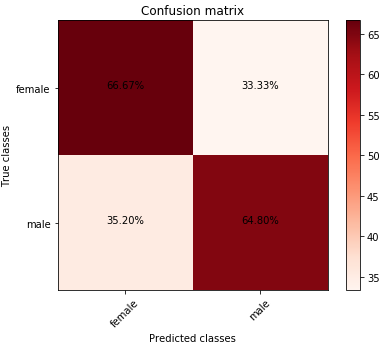 Confusion matrix
True classes
female
66.67%
33.33%
male
35.20%
64.80%
female
male
Predicted classes
65
60
55
50
45
40
35